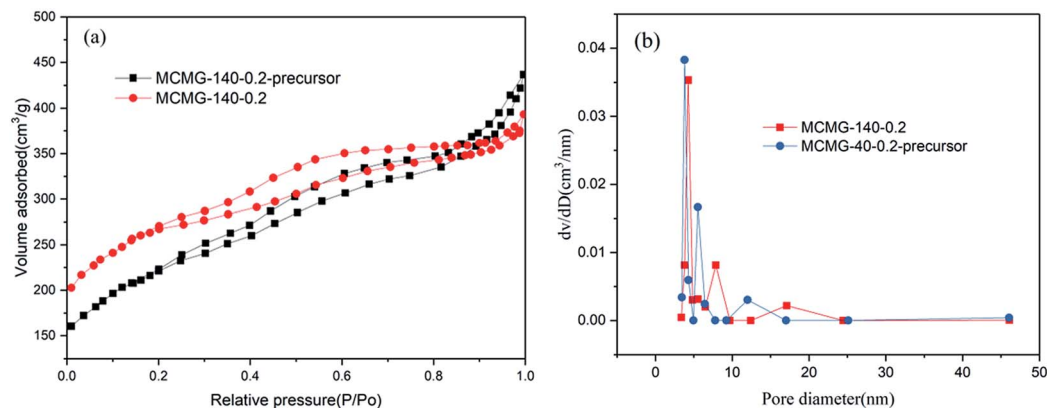 (a)
MCMG-140-0.2-precursor
MCMG-140-0.2
500
450
400
350
300
250
200
150
Volume adsorbed(cm³/g)
0.0 0.2 0.4 0.6 0.8 1.0
Relative pressure(P/Po)
(b)
MCMG-140-0.2
MCMG-40-0.2-precursor
0.04
0.03
0.02
0.01
0.00
dv/dD(cm³/nm)
0 10 20 30 40 50
Pore diameter(nm)